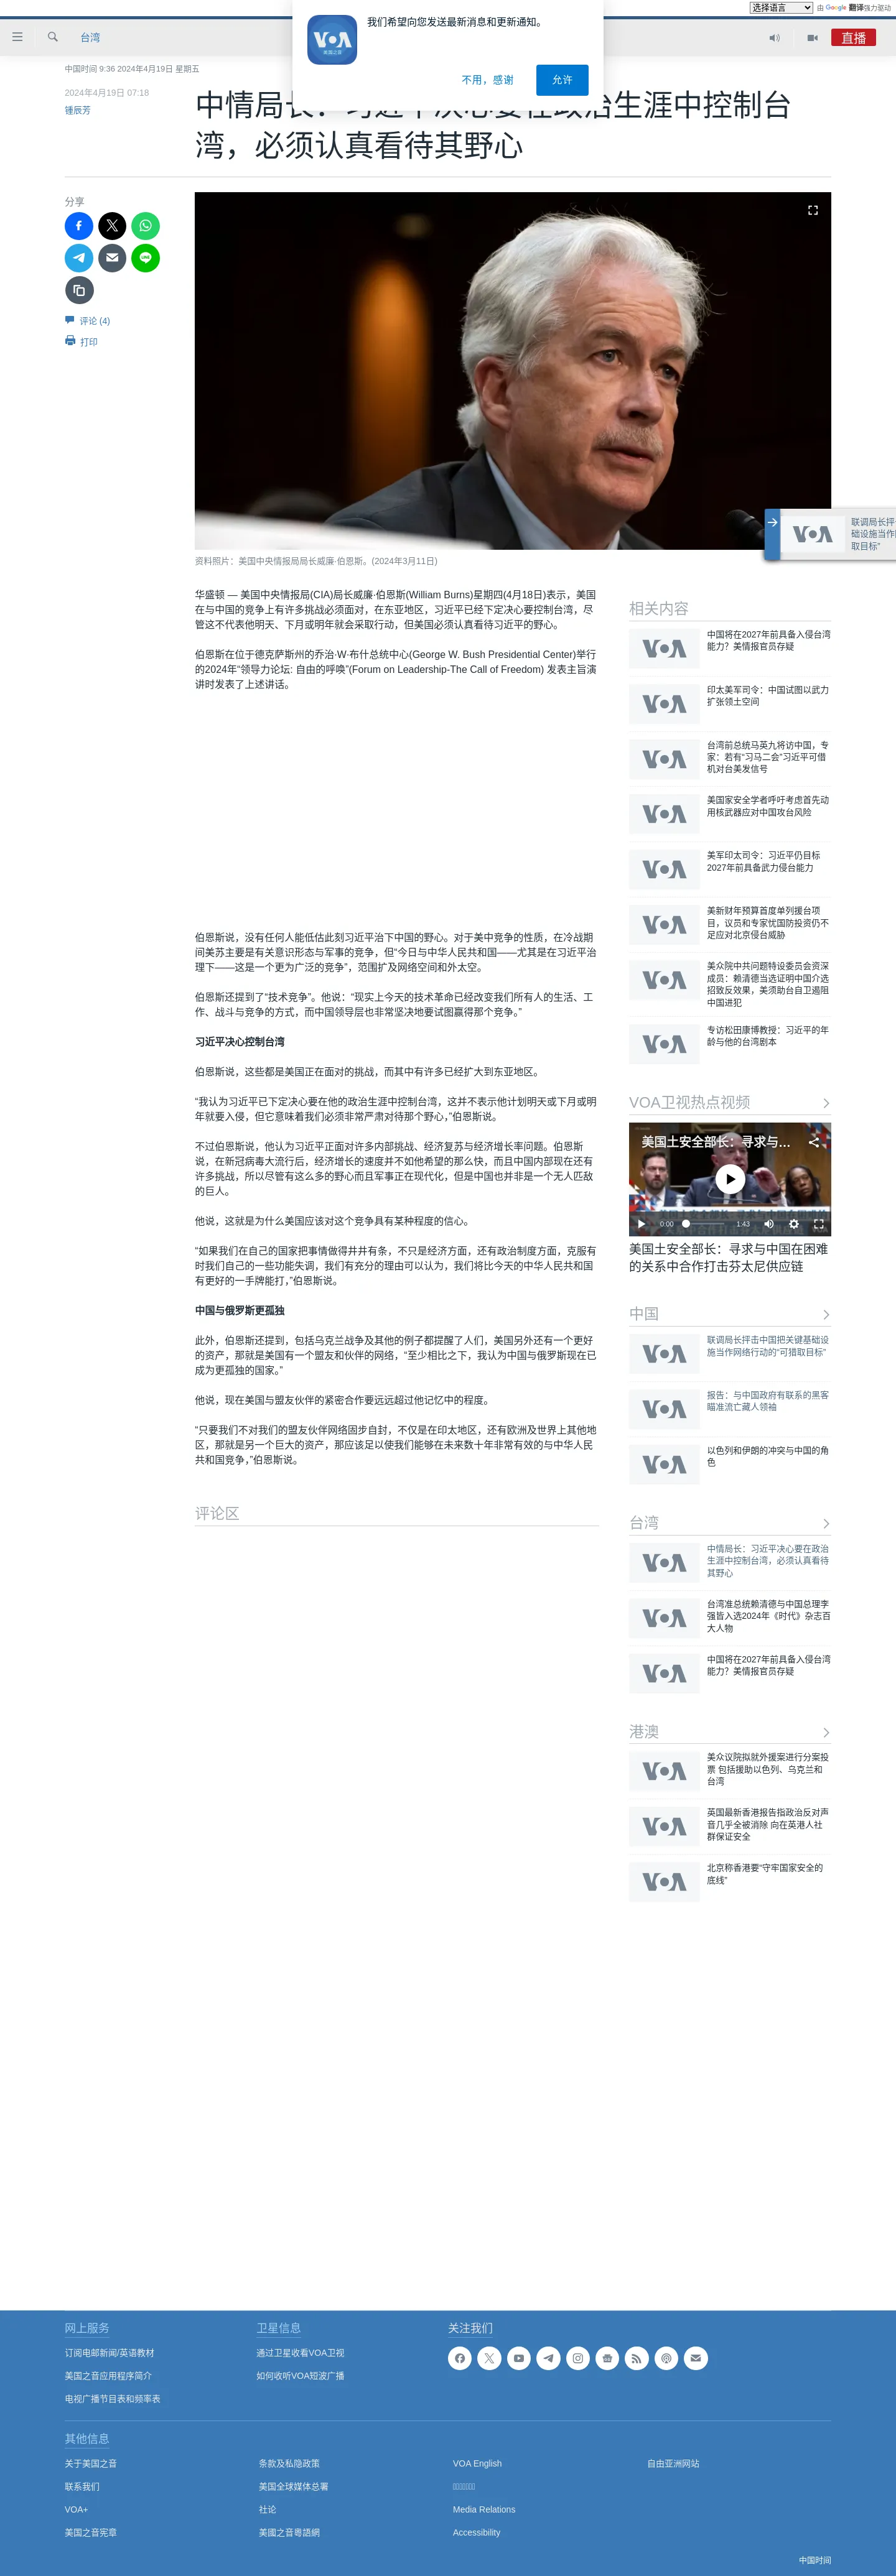 选择语言
由 Google 翻译强力驱动
台湾
直播
我们希望向您发送最新消息和更新通知。
VOA
美国之音
不用，感谢
允许
中国时间 9:36 2024年4月19日 星期五
2024年4月19日 07:18
锺辰芳
中情局长：习近平决心要在政治生涯中控制台
湾，必须认真看待其野心
分享
评论 (4)
打印
资料照片：美国中央情报局局长威廉·伯恩斯。(2024年3月11日)
VOA
联调局长抨
础设施当作
取目标"
华盛顿 — 美国中央情报局(CIA)局长威廉·伯恩斯(William Burns)星期四(4月18日)表示，美国
在与中国的竞争上有许多挑战必须面对，在东亚地区，习近平已经下定决心要控制台湾，尽
管这不代表他明天、下月或明年就会采取行动，但美国必须认真看待习近平的野心。
伯恩斯在位于德克萨斯州的乔治·W·布什总统中心(George W. Bush Presidential Center)举行
的2024年“领导力论坛: 自由的呼唤”(Forum on Leadership-The Call of Freedom) 发表主旨演
讲时发表了上述讲话。
伯恩斯说，没有任何人能低估此刻习近平治下中国的野心。对于美中竞争的性质，在冷战期
间美苏主要是有关意识形态与军事的竞争，但“今日与中华人民共和国——尤其是在习近平治
理下——这是一个更为广泛的竞争”，范围扩及网络空间和外太空。
伯恩斯还提到了“技术竞争”。他说：“现实上今天的技术革命已经改变我们所有人的生活、工
作、战斗与竞争的方式，而中国领导层也非常坚决地要试图赢得那个竞争。”
习近平决心控制台湾
伯恩斯说，这些都是美国正在面对的挑战，而其中有许多已经扩大到东亚地区。
“我认为习近平已下定决心要在他的政治生涯中控制台湾，这并不表示他计划明天或下月或明
年就要入侵，但它意味着我们必须非常严肃对待那个野心，”伯恩斯说。
不过伯恩斯说，他认为习近平正面对许多内部挑战、经济复苏与经济增长率问题。伯恩斯
说，在新冠病毒大流行后，经济增长的速度并不如他希望的那么快，而且中国内部现在还有
许多挑战，所以尽管有这么多的野心而且军事正在现代化，但是中国也并非是一个无人匹敌
的巨人。
他说，这就是为什么美国应该对这个竞争具有某种程度的信心。
“如果我们在自己的国家把事情做得井井有条，不只是经济方面，还有政治制度方面，克服有
时我们自己的一些功能失调，我们有充分的理由可以认为，我们将比今天的中华人民共和国
有更好的一手牌能打，”伯恩斯说。
中国与俄罗斯更孤独
此外，伯恩斯还提到，包括乌克兰战争及其他的例子都提醒了人们，美国另外还有一个更好
的资产，那就是美国有一个盟友和伙伴的网络，“至少相比之下，我认为中国与俄罗斯现在已
成为更孤独的国家。”
他说，现在美国与盟友伙伴的紧密合作要远远超过他记忆中的程度。
“只要我们不对我们的盟友伙伴网络固步自封，不仅是在印太地区，还有欧洲及世界上其他地
区，那就是另一个巨大的资产，那应该足以使我们能够在未来数十年非常有效的与中华人民
共和国竞争，”伯恩斯说。
评论区
相关内容
VOA
中国将在2027年前具备入侵台湾
能力？美情报官员存疑
VOA
印太美军司令：中国试图以武力
扩张领土空间
VOA
台湾前总统马英九将访中国，专
家：若有“习马二会”习近平可借
机对台美发信号
VOA
美国家安全学者呼吁考虑首先动
用核武器应对中国攻台风险
VOA
美军印太司令：习近平仍目标
2027年前具备武力侵台能力
VOA
美新财年预算首度单列援台项
目，议员和专家忧国防投资仍不
足应对北京侵台威胁
VOA
美众院中共问题特设委员会资深
成员：赖清德当选证明中国介选
招致反效果，美须助台自卫遏阻
中国进犯
VOA
专访松田康博教授：习近平的年
龄与他的台湾剧本
VOA卫视热点视频
美国土安全部长：寻求与...
0:00
1:43
美国土安全部长：寻求与中国在困难
的关系中合作打击芬太尼供应链
中国
VOA
联调局长抨击中国把关键基础设
施当作网络行动的“可猎取目标”
VOA
报告：与中国政府有联系的黑客
瞄准流亡藏人领袖
VOA
以色列和伊朗的冲突与中国的角
色
台湾
VOA
中情局长：习近平决心要在政治
生涯中控制台湾，必须认真看待
其野心
VOA
台湾准总统赖清德与中国总理李
强皆入选2024年《时代》杂志百
大人物
VOA
中国将在2027年前具备入侵台湾
能力？美情报官员存疑
港澳
VOA
美众议院拟就外援案进行分案投
票 包括援助以色列、乌克兰和
台湾
VOA
英国最新香港报告指政治反对声
音几乎全被消除 向在英港人社
群保证安全
VOA
北京称香港要“守牢国家安全的
底线”
网上服务
订阅电邮新闻/英语教材
美国之音应用程序简介
电视广播节目表和频率表
卫星信息
通过卫星收看VOA卫视
如何收听VOA短波广播
关注我们
其他信息
关于美国之音
联系我们
VOA+
美国之音宪章
条款及私隐政策
美国全球媒体总署
社论
美國之音粵語網
VOA English
Media Relations
Accessibility
自由亚洲网站
中国时间